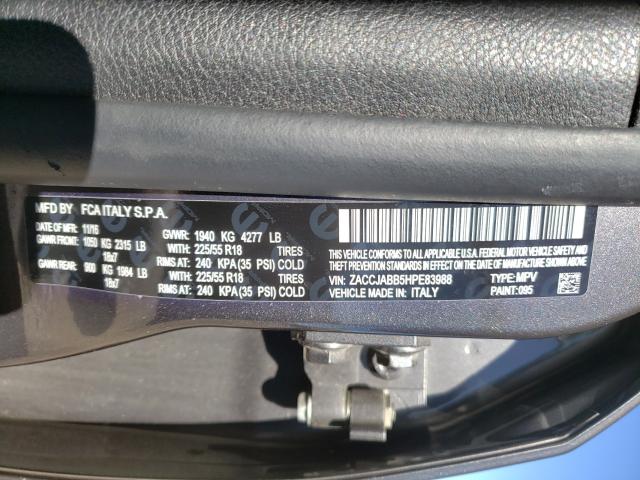 MFD BY FCA ITALY S.P.A.
DATE OF MFR: 11/16 GVWR: 1940 KG 4277 LB
GAWR FRONT: 1050 KG 2315 LB WITH: 225/55 R18 TIRES
18x7 RIMS AT: 240 KPA(35 PSI) COLD
GAWR REAR: 900 KG 1984 LB WITH: 225/55 R18 TIRES
18x7 RIMS AT: 240 KPA(35 PSI) COLD
THIS VEHICLE CONFORMS TO ALL APPLICABLE U.S.A. FEDERAL MOTOR VEHICLE
SAFETY, BUMPER, AND THEFT PREVENTION STANDARDS IN EFFECT
ON THE DATE OF MANUFACTURE SHOWN ABOVE.
VIN: ZACCJABB5HPE83988 TYPE: MPV
VEHICLE MADE IN: ITALY PAINT: 095